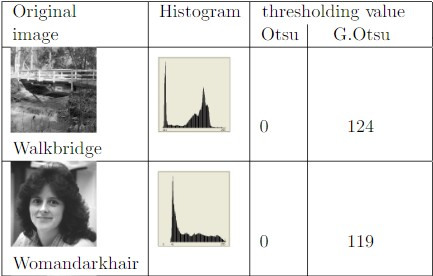 Original Histogram thresholding value
image Otsu G.Otsu
0 124
Walkbridge
0 119
Womandarkhair